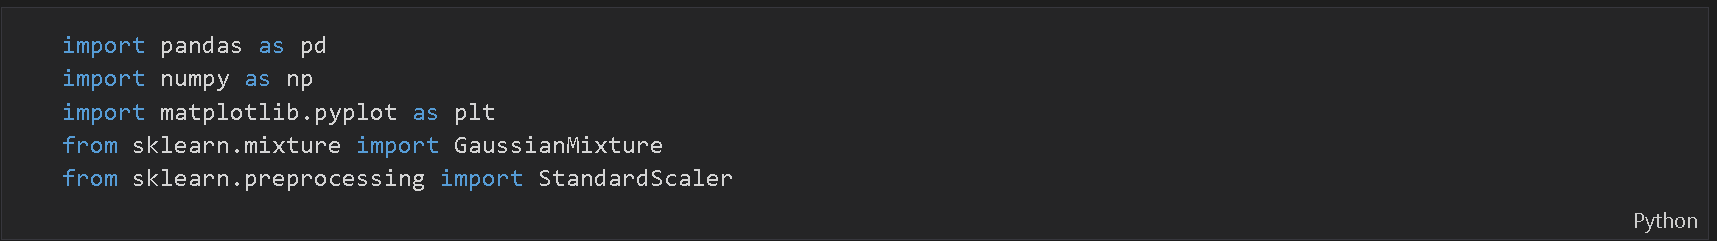 import pandas as pd
import numpy as np
import matplotlib.pyplot as plt
from sklearn.mixture import GaussianMixture
from sklearn.preprocessing import StandardScaler
Python